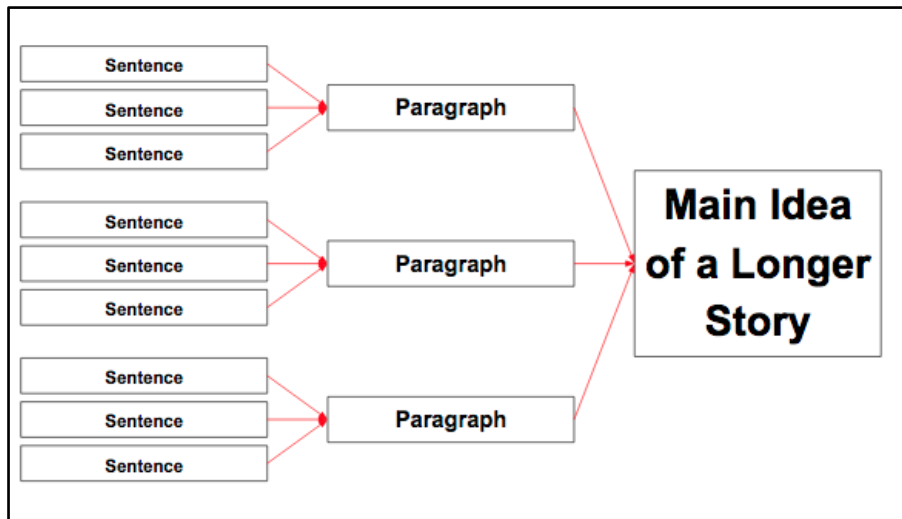 Sentence
Sentence
Sentence
Paragraph
Sentence
Sentence
Sentence
Paragraph
Sentence
Sentence
Sentence
Paragraph
Main Idea
of a Longer
Story